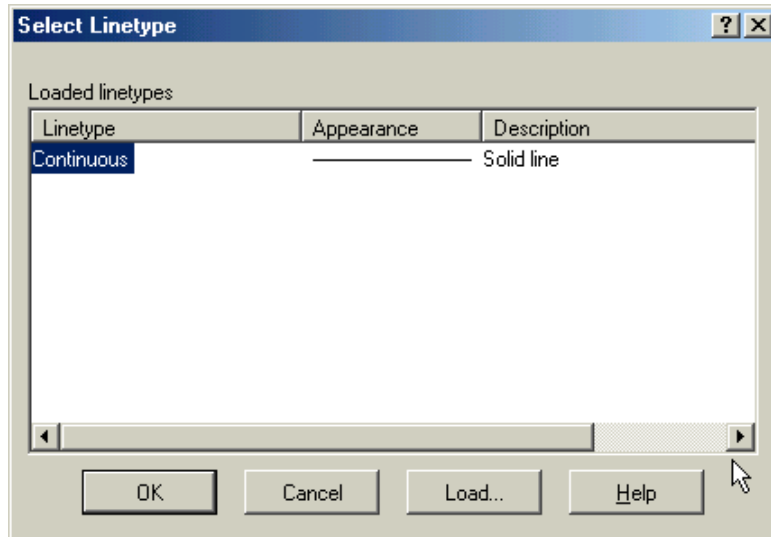 Select Linetype
Loaded linetypes
Linetype Appearance Description
Continuous Solid line
OK Cancel Load... Help